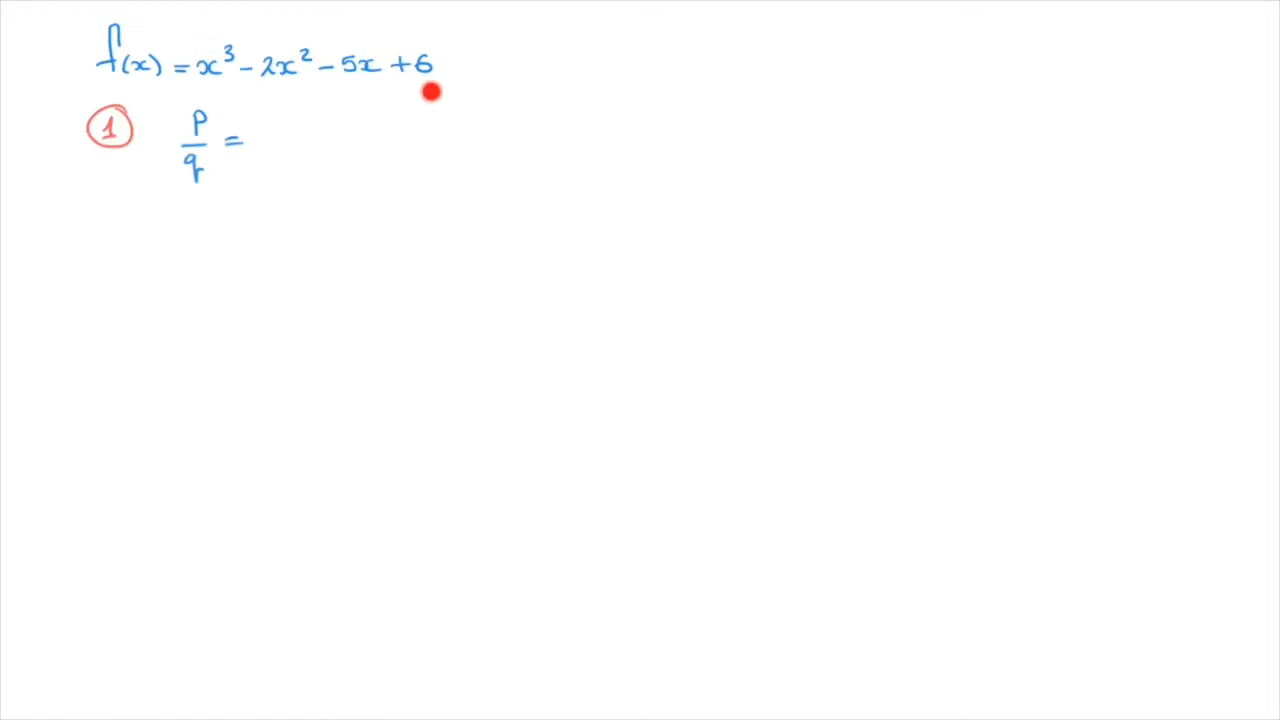 f(x) = x³ - 2x² - 5x + 6
1 p/q =